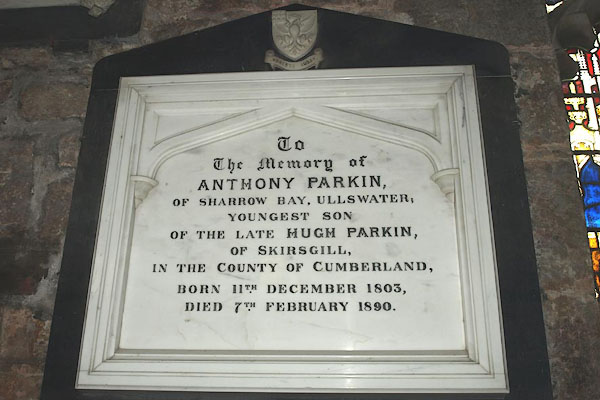 To
The Memory of
ANTHONY PARKIN,
OF SHARROW BAY, ULLSWATER;
YOUNGEST SON
OF THE LATE HUGH PARKIN,
OF SKIRSGILL,
IN THE COUNTY OF CUMBERLAND,
BORN 11TH DECEMBER 1803,
DIED 7TH FEBRUARY 1890.